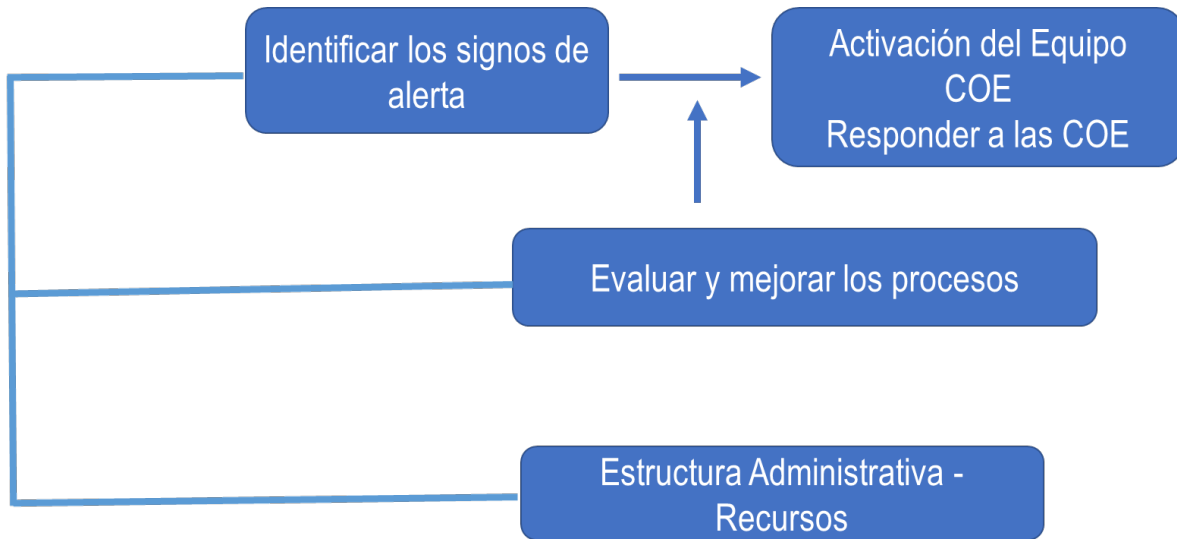 Identificar los signos de
alerta
Activación del Equipo
COE
Responder a las COE
Evaluar y mejorar los procesos
Estructura Administrativa -
Recursos